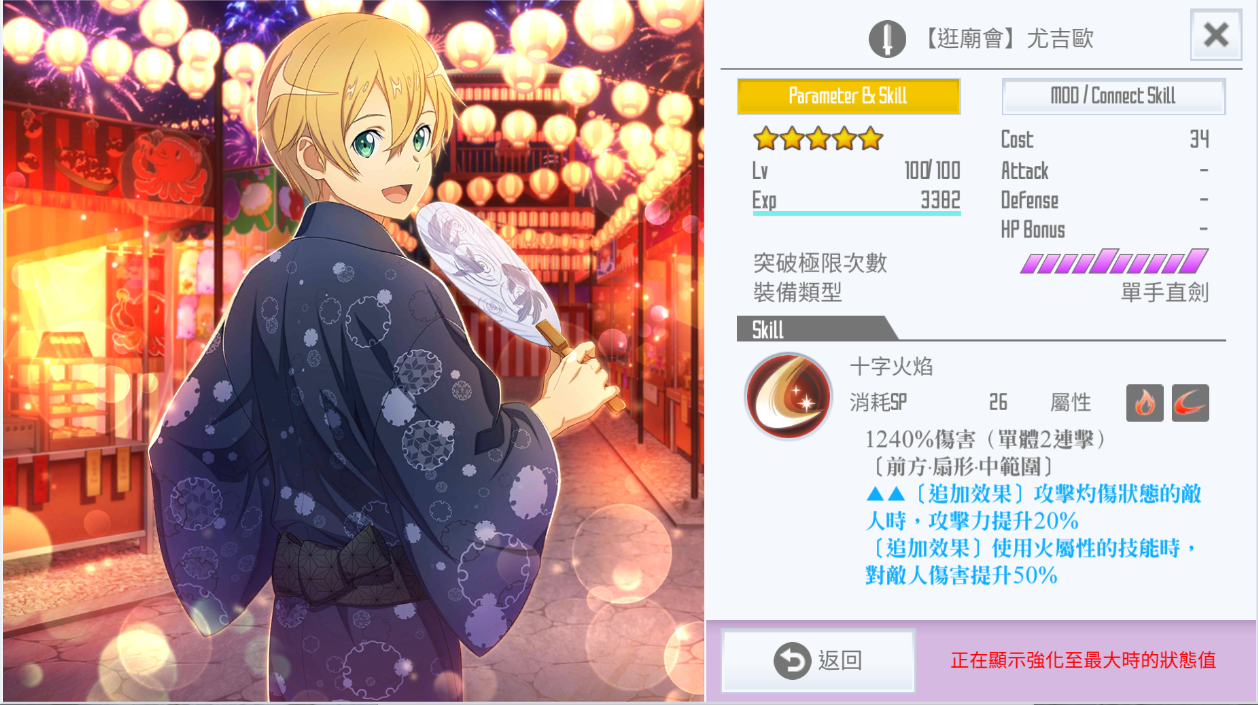 【逛廟會】尤吉歐
Parameter & Skill
MOD / Connect Skill
Lv 100/100
Exp 3382
Cost 34
Attack -
Defense -
HP Bonus -
突破極限次數
裝備類型 單手直劍
Skill
十字火焰
消耗SP 26 屬性
1240%傷害（單體2連擊）
〔前方·扇形·中範圍〕
▲▲〔追加效果〕攻擊灼傷狀態的敵
人時，攻擊力提升20%
〔追加效果〕使用火屬性的技能時，
對敵人傷害提升50%
返回
正在顯示強化至最大時的狀態值